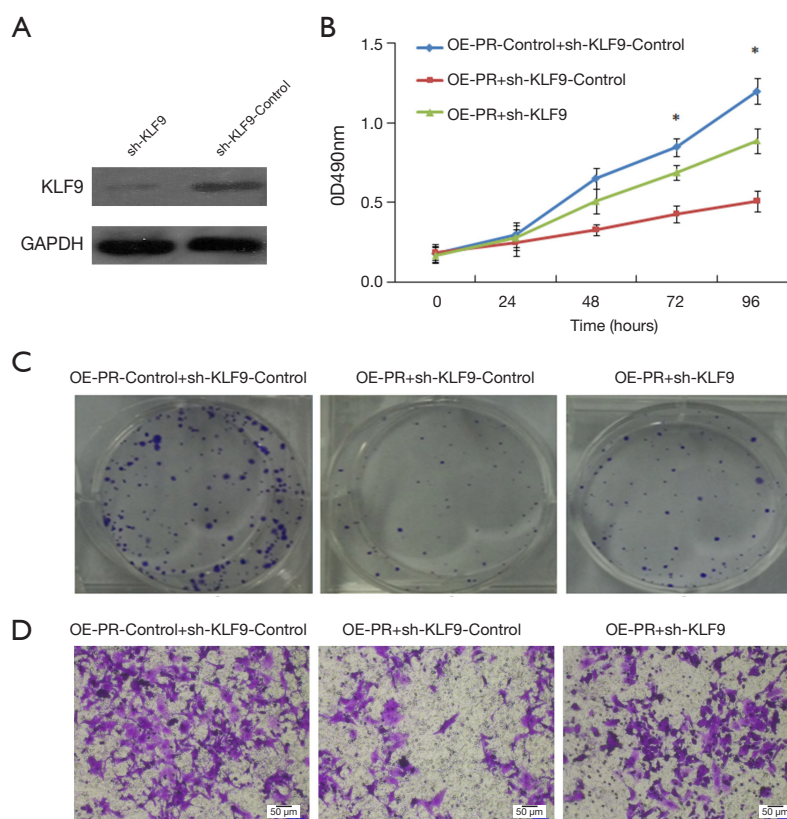 A
sh-KLF9
sh-KLF9-Control
KLF9
GAPDH
B
OE-PR-Control+sh-KLF9-Control
OE-PR+sh-KLF9-Control
OE-PR+sh-KLF9
*
*
1.5
1.0
0.5
0.0
0D490nm
0
24
48
72
96
Time (hours)
C
OE-PR-Control+sh-KLF9-Control
OE-PR+sh-KLF9-Control
OE-PR+sh-KLF9
D
OE-PR-Control+sh-KLF9-Control
OE-PR+sh-KLF9-Control
OE-PR+sh-KLF9
50 μm
50 μm
50 μm